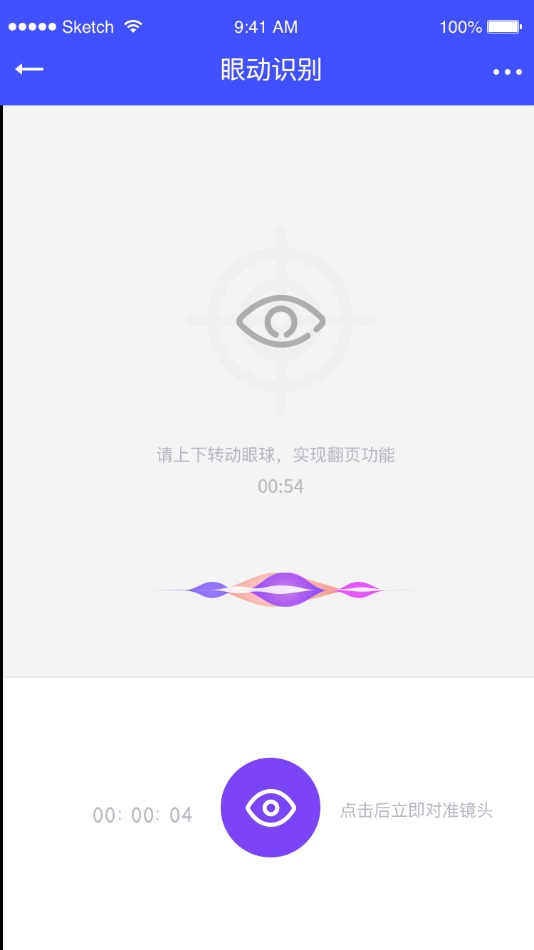 Sketch 9:41 AM 100%
眼动识别
请上下转动眼球，实现翻页功能
00:54
00: 00: 04 点击后立即对准镜头